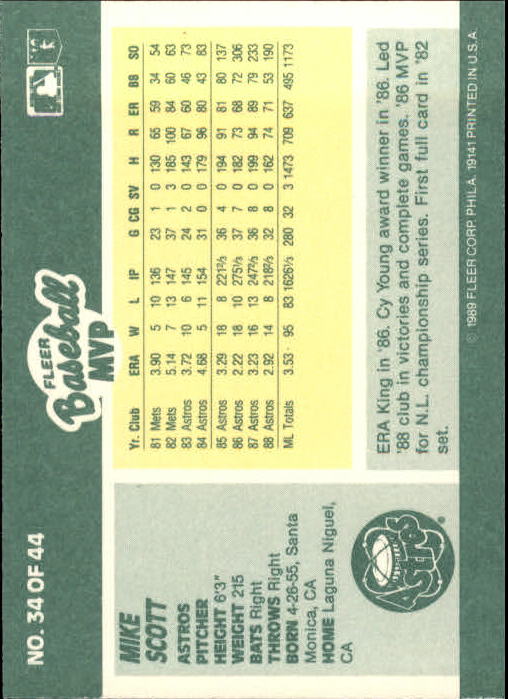 NO. 34 OF 44
FLEER
Baseball
MVP
MIKE
SCOTT
ASTROS
PITCHER
HEIGHT 6'3"
WEIGHT 215
BATS Right
THROWS Right
BORN 4-26-55, Santa
Monica, CA
HOME Laguna Niguel,
CA
ASTROS
Yr. Club ERA W L IP G CG SV H R ER BB SO
81 Mets 3.90 5 10 136 23 1 0 130 65 59 34 54
82 Mets 5.14 7 13 147 37 1 3 185 100 84 60 63
83 Astros 3.72 10 6 145 24 2 0 143 67 60 46 73
84 Astros 4.68 5 11 154 31 0 0 179 96 80 43 83
85 Astros 3.29 18 8 221⅔ 36 4 0 194 91 81 80 137
86 Astros 2.22 18 10 275⅓ 37 7 0 182 73 68 72 306
87 Astros 3.23 16 13 247⅔ 36 8 0 199 94 89 79 233
88 Astros 2.92 14 8 218⅔ 32 8 0 162 74 71 53 190
ML Totals 3.53 95 83 1626⅓ 280 32 3 1473 709 637 495 1173
ERA King in '86. Cy Young award winner in '86. Led
'88 club in victories and complete games. '86 MVP
for N.L. championship series. First full card in '82
set.
© 1989 FLEER CORP. PHILA. 19141 PRINTED IN U.S.A.